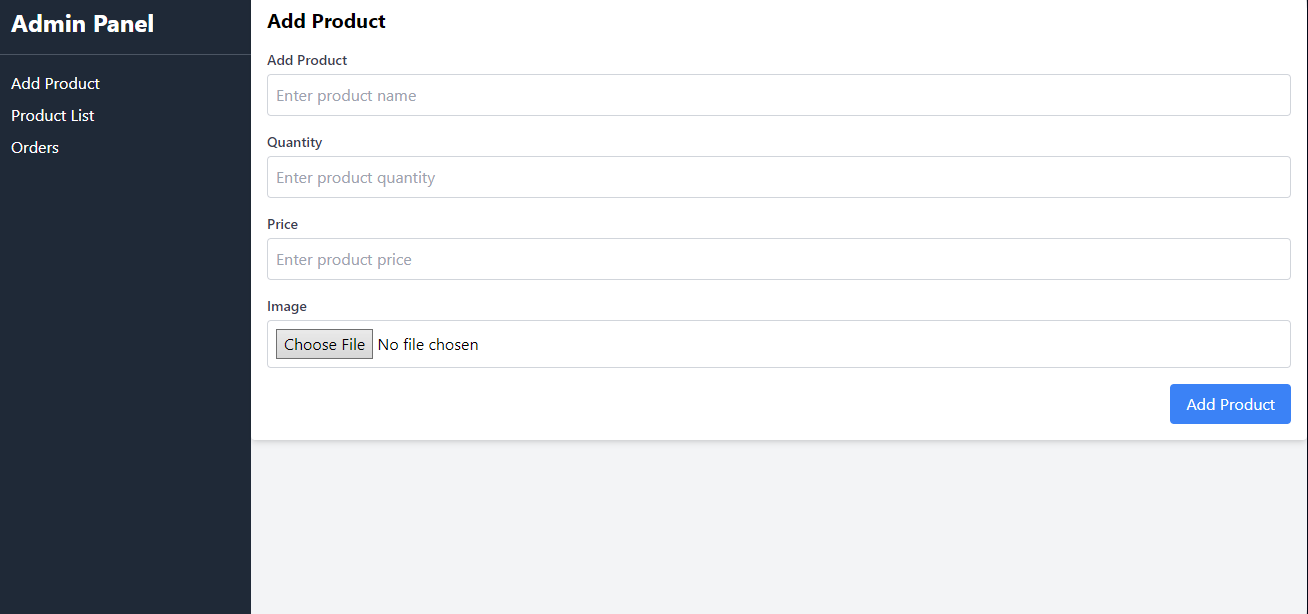 Admin Panel
Add Product
Product List
Orders
Add Product
Add Product
Enter product name
Quantity
Enter product quantity
Price
Enter product price
Image
Choose File No file chosen
Add Product